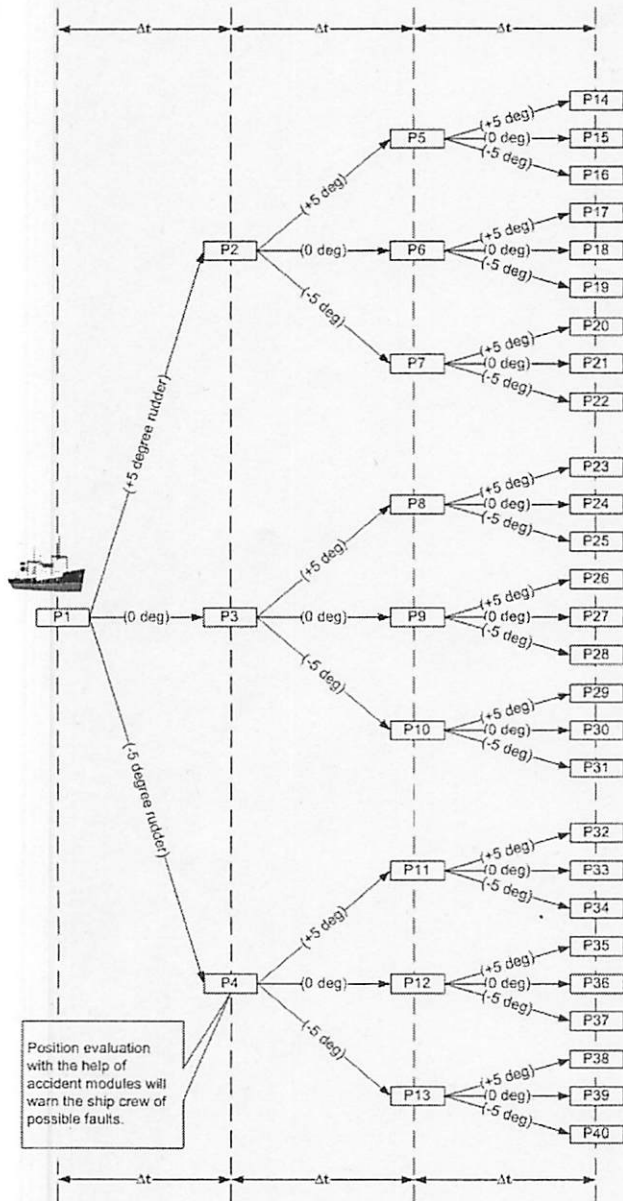 Δt Δt Δt
P14
(+5 deg)
P5 (0 deg) P15
(-5 deg)
P16
(+5 deg)
P17
(+5 deg)
P2 (0 deg) P6 (0 deg) P18
(-5 deg)
P19
(-5 deg)
P20
(+5 deg)
P7 (0 deg) P21
(-5 deg)
P22
(+5 degree rudder)
P23
(+5 deg)
P8 (0 deg) P24
(-5 deg)
P25
(+5 deg)
P26
(+5 deg)
P1 (0 deg) P3 (0 deg) P9 (0 deg) P27
(-5 deg)
P28
(-5 deg)
P29
(+5 deg)
P10 (0 deg) P30
(-5 deg)
P31
(-5 degree rudder)
P32
(+5 deg)
P11 (0 deg) P33
(-5 deg)
P34
(+5 deg)
P35
(+5 deg)
P4 (0 deg) P12 (0 deg) P36
(-5 deg)
P37
(-5 deg)
P38
(+5 deg)
P13 (0 deg) P39
(-5 deg)
P40
Position evaluation
with the help of
accident modules will
warn the ship crew of
possible faults.
Δt Δt Δt